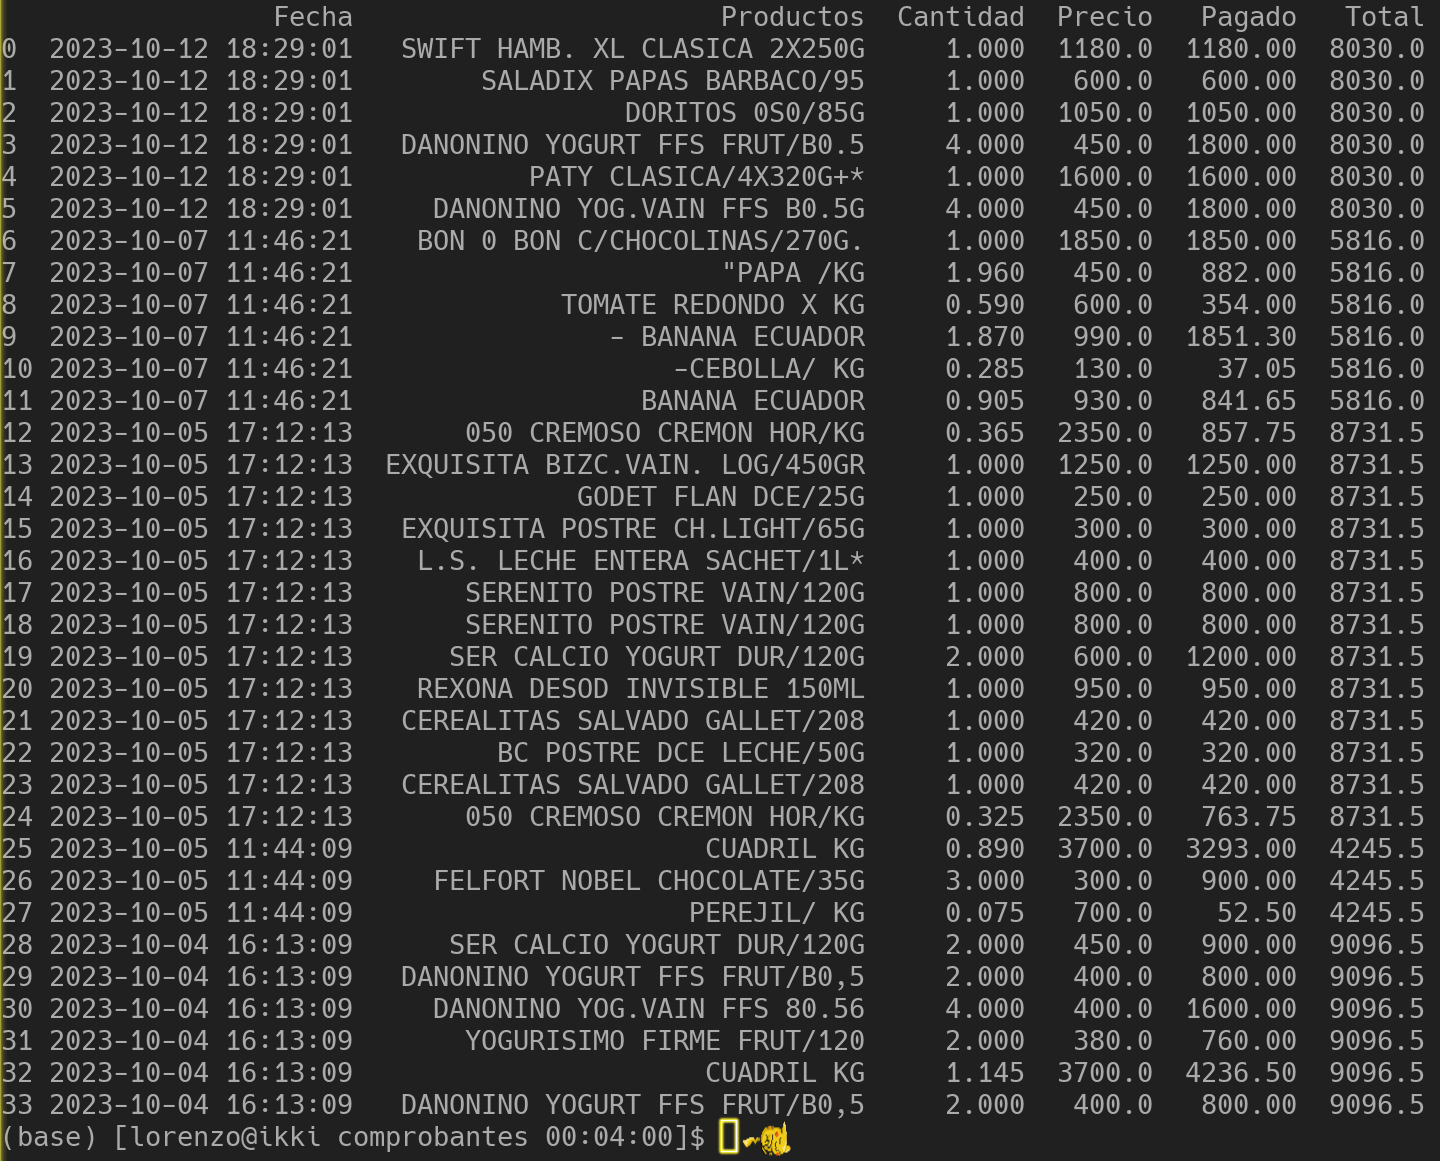 Fecha Productos Cantidad Precio Pagado Total
0 2023-10-12 18:29:01 SWIFT HAMB. XL CLASICA 2X250G 1.000 1180.0 1180.00 8030.0
1 2023-10-12 18:29:01 SALADIX PAPAS BARBACO/95 1.000 600.0 600.00 8030.0
2 2023-10-12 18:29:01 DORITOS 0S0/85G 1.000 1050.0 1050.00 8030.0
3 2023-10-12 18:29:01 DANONINO YOGURT FFS FRUT/B0.5 4.000 450.0 1800.00 8030.0
4 2023-10-12 18:29:01 PATY CLASICA/4X320G+* 1.000 1600.0 1600.00 8030.0
5 2023-10-12 18:29:01 DANONINO YOG.VAIN FFS B0.5G 4.000 450.0 1800.00 8030.0
6 2023-10-07 11:46:21 BON 0 BON C/CHOCOLINAS/270G. 1.000 1850.0 1850.00 5816.0
7 2023-10-07 11:46:21 "PAPA /KG 1.960 450.0 882.00 5816.0
8 2023-10-07 11:46:21 TOMATE REDONDO X KG 0.590 600.0 354.00 5816.0
9 2023-10-07 11:46:21 - BANANA ECUADOR 1.870 990.0 1851.30 5816.0
10 2023-10-07 11:46:21 -CEBOLLA/ KG 0.285 130.0 37.05 5816.0
11 2023-10-07 11:46:21 BANANA ECUADOR 0.905 930.0 841.65 5816.0
12 2023-10-05 17:12:13 050 CREMOSO CREMON HOR/KG 0.365 2350.0 857.75 8731.5
13 2023-10-05 17:12:13 EXQUISITA BIZC.VAIN. LOG/450GR 1.000 1250.0 1250.00 8731.5
14 2023-10-05 17:12:13 GODET FLAN DCE/25G 1.000 250.0 250.00 8731.5
15 2023-10-05 17:12:13 EXQUISITA POSTRE CH.LIGHT/65G 1.000 300.0 300.00 8731.5
16 2023-10-05 17:12:13 L.S. LECHE ENTERA SACHET/1L* 1.000 400.0 400.00 8731.5
17 2023-10-05 17:12:13 SERENITO POSTRE VAIN/120G 1.000 800.0 800.00 8731.5
18 2023-10-05 17:12:13 SERENITO POSTRE VAIN/120G 1.000 800.0 800.00 8731.5
19 2023-10-05 17:12:13 SER CALCIO YOGURT DUR/120G 2.000 600.0 1200.00 8731.5
20 2023-10-05 17:12:13 REXONA DESOD INVISIBLE 150ML 1.000 950.0 950.00 8731.5
21 2023-10-05 17:12:13 CEREALITAS SALVADO GALLET/208 1.000 420.0 420.00 8731.5
22 2023-10-05 17:12:13 BC POSTRE DCE LECHE/50G 1.000 320.0 320.00 8731.5
23 2023-10-05 17:12:13 CEREALITAS SALVADO GALLET/208 1.000 420.0 420.00 8731.5
24 2023-10-05 17:12:13 050 CREMOSO CREMON HOR/KG 0.325 2350.0 763.75 8731.5
25 2023-10-05 11:44:09 CUADRIL KG 0.890 3700.0 3293.00 4245.5
26 2023-10-05 11:44:09 FELFORT NOBEL CHOCOLATE/35G 3.000 300.0 900.00 4245.5
27 2023-10-05 11:44:09 PEREJIL/ KG 0.075 700.0 52.50 4245.5
28 2023-10-04 16:13:09 SER CALCIO YOGURT DUR/120G 2.000 450.0 900.00 9096.5
29 2023-10-04 16:13:09 DANONINO YOGURT FFS FRUT/B0,5 2.000 400.0 800.00 9096.5
30 2023-10-04 16:13:09 DANONINO YOG.VAIN FFS 80.56 4.000 400.0 1600.00 9096.5
31 2023-10-04 16:13:09 YOGURISIMO FIRME FRUT/120 2.000 380.0 760.00 9096.5
32 2023-10-04 16:13:09 CUADRIL KG 1.145 3700.0 4236.50 9096.5
33 2023-10-04 16:13:09 DANONINO YOGURT FFS FRUT/B0,5 2.000 400.0 800.00 9096.5
(base) [lorenzo@ikki comprobantes 00:04:00]$